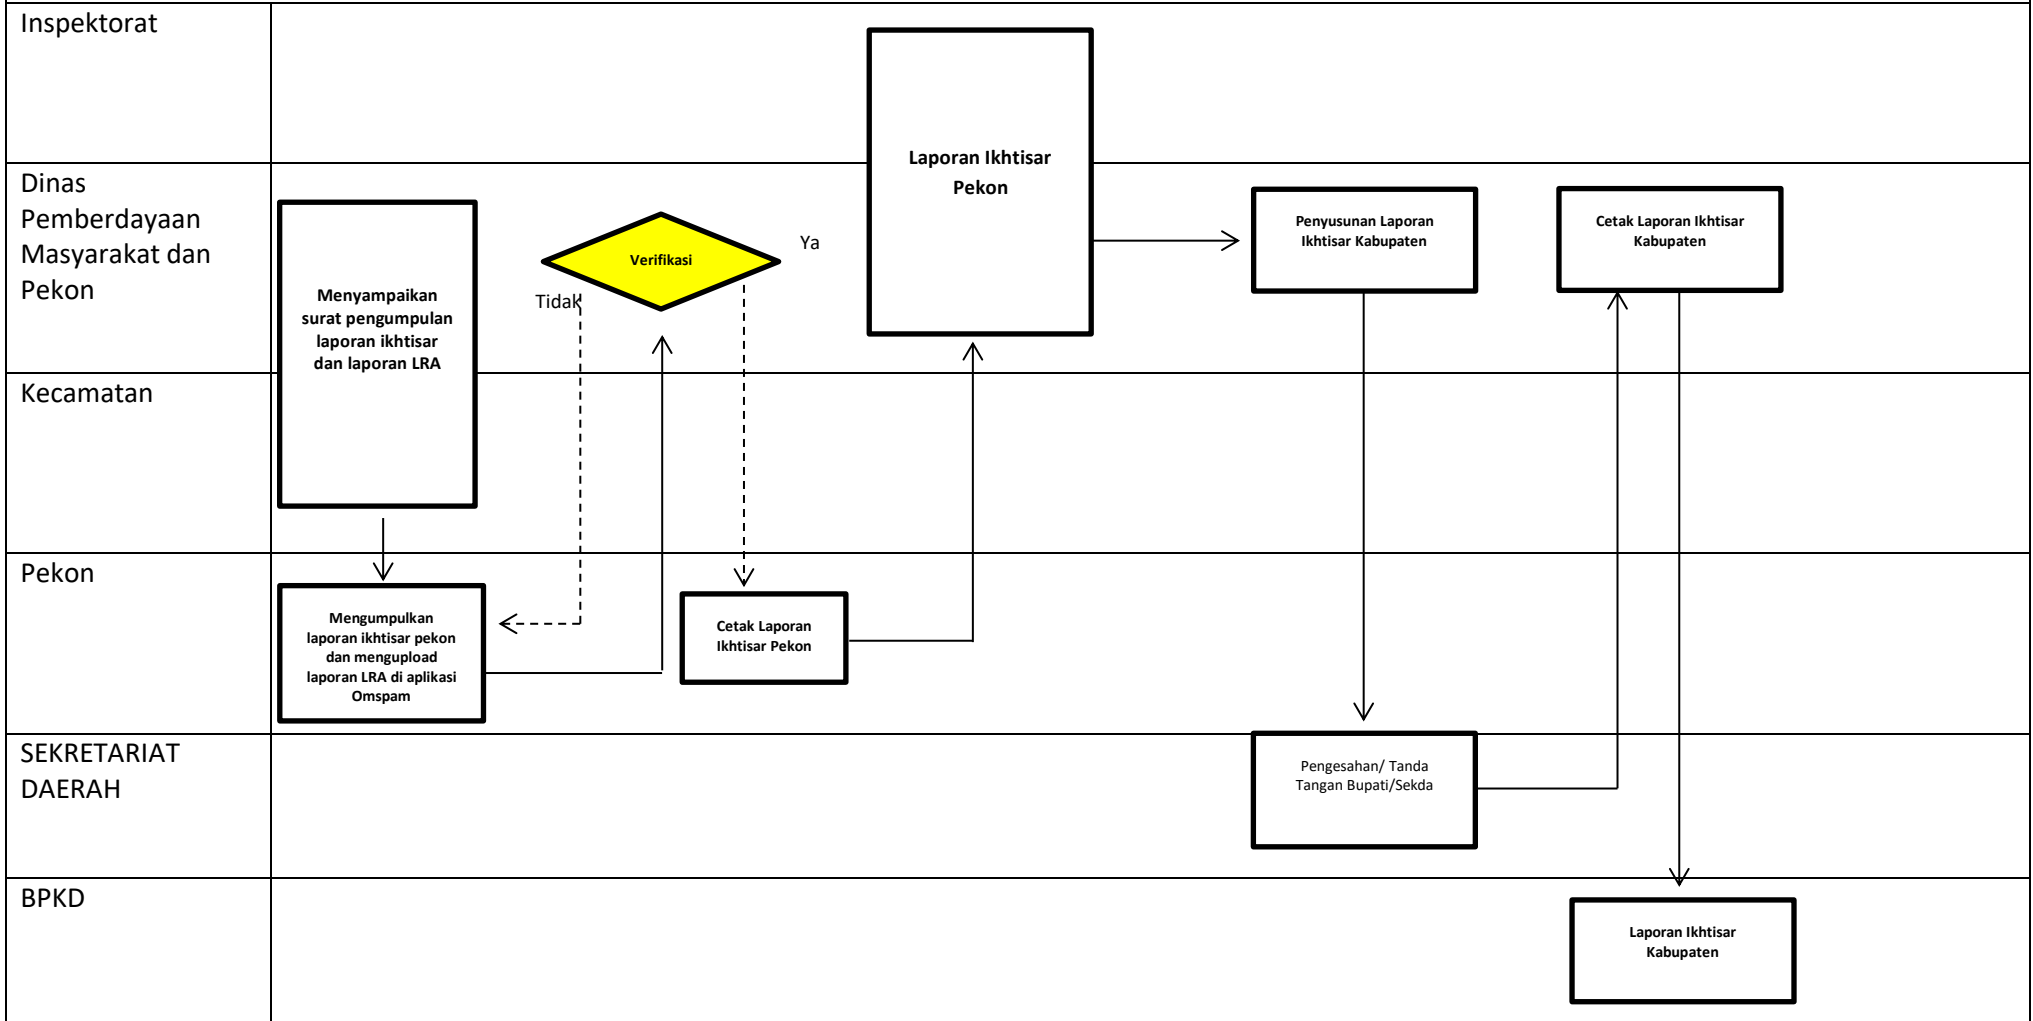 Inspektorat
Laporan Ikhtisar
Pekon
Dinas
Pemberdayaan
Masyarakat dan
Pekon
Menyampaikan
surat pengumpulan
laporan ikhtisar
dan laporan LRA
Verifikasi
Ya
Tidak
Penyusunan Laporan
Ikhtisar Kabupaten
Cetak Laporan Ikhtisar
Kabupaten
Kecamatan
Pekon
Mengumpulkan
laporan ikhtisar pekon
dan mengupload
laporan LRA di aplikasi
Omspam
Cetak Laporan
Ikhtisar Pekon
SEKRETARIAT
DAERAH
Pengesahan/ Tanda
Tangan Bupati/Sekda
BPKD
Laporan Ikhtisar
Kabupaten